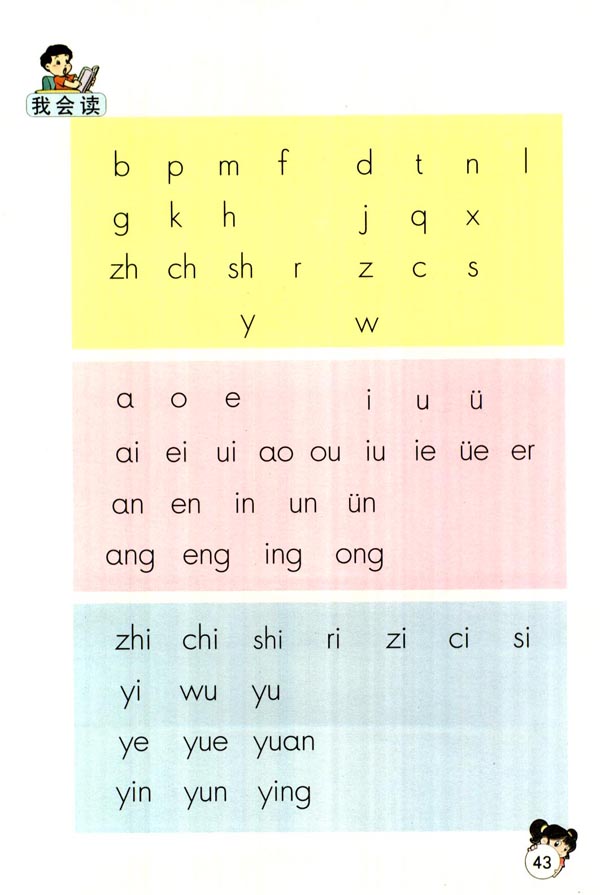 我会读
b p m f d t n l
g k h j q x
zh ch sh r z c s
y w
a o e i u ü
ai ei ui ao ou iu ie üe er
an en in un ün
ang eng ing ong
zhi chi shi ri zi ci si
yi wu yu
ye yue yuan
yin yun ying
43